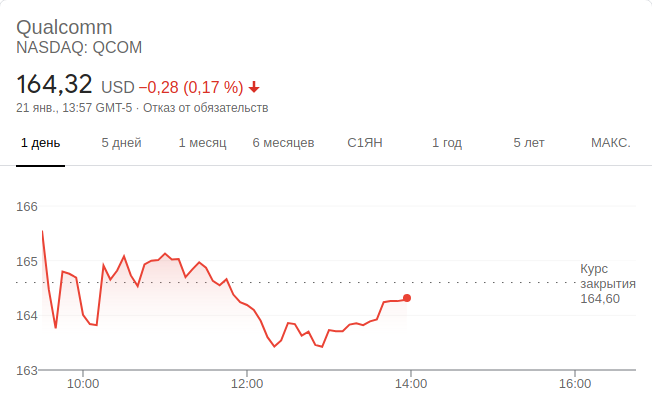 Qualcomm
NASDAQ: QCOM
164,32 USD −0,28 (0,17 %)
21 янв., 13:57 GMT-5 · Отказ от обязательств
1 день 5 дней 1 месяц 6 месяцев С1ЯН 1 год 5 лет МАКС.
166
165
Курс
закрытия
164,60
164
163
10:00 12:00 14:00 16:00